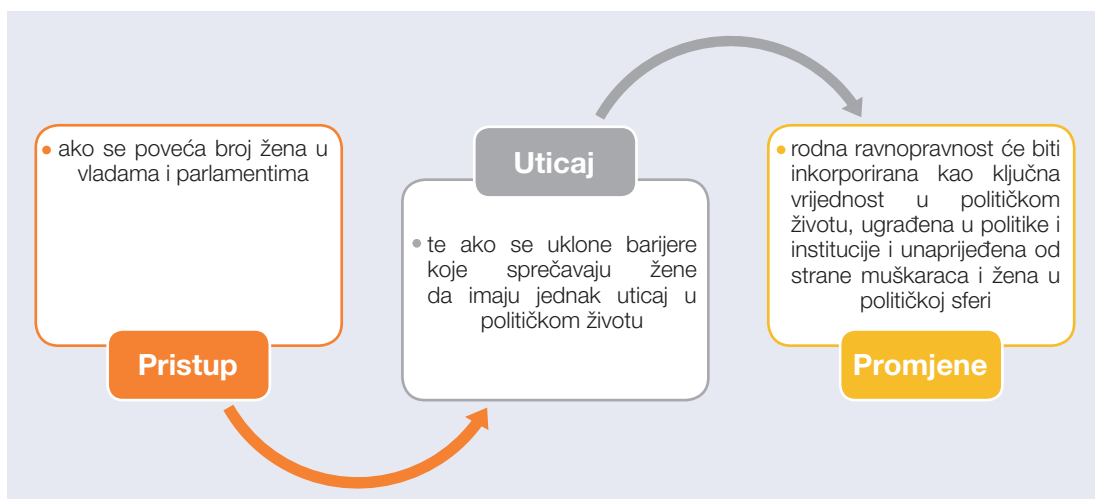 • ako se poveća broj žena u
vladama i parlamentima
Pristup
Uticaj
• te ako se uklone barijere
koje sprečavaju žene
da imaju jednak uticaj u
političkom životu
• rodna ravnopravnost će biti
inkorporirana kao ključna
vrijednost u političkom
životu, ugrađena u politike i
institucije i unaprijeđena od
strane muškaraca i žena u
političkoj sferi
Promjene